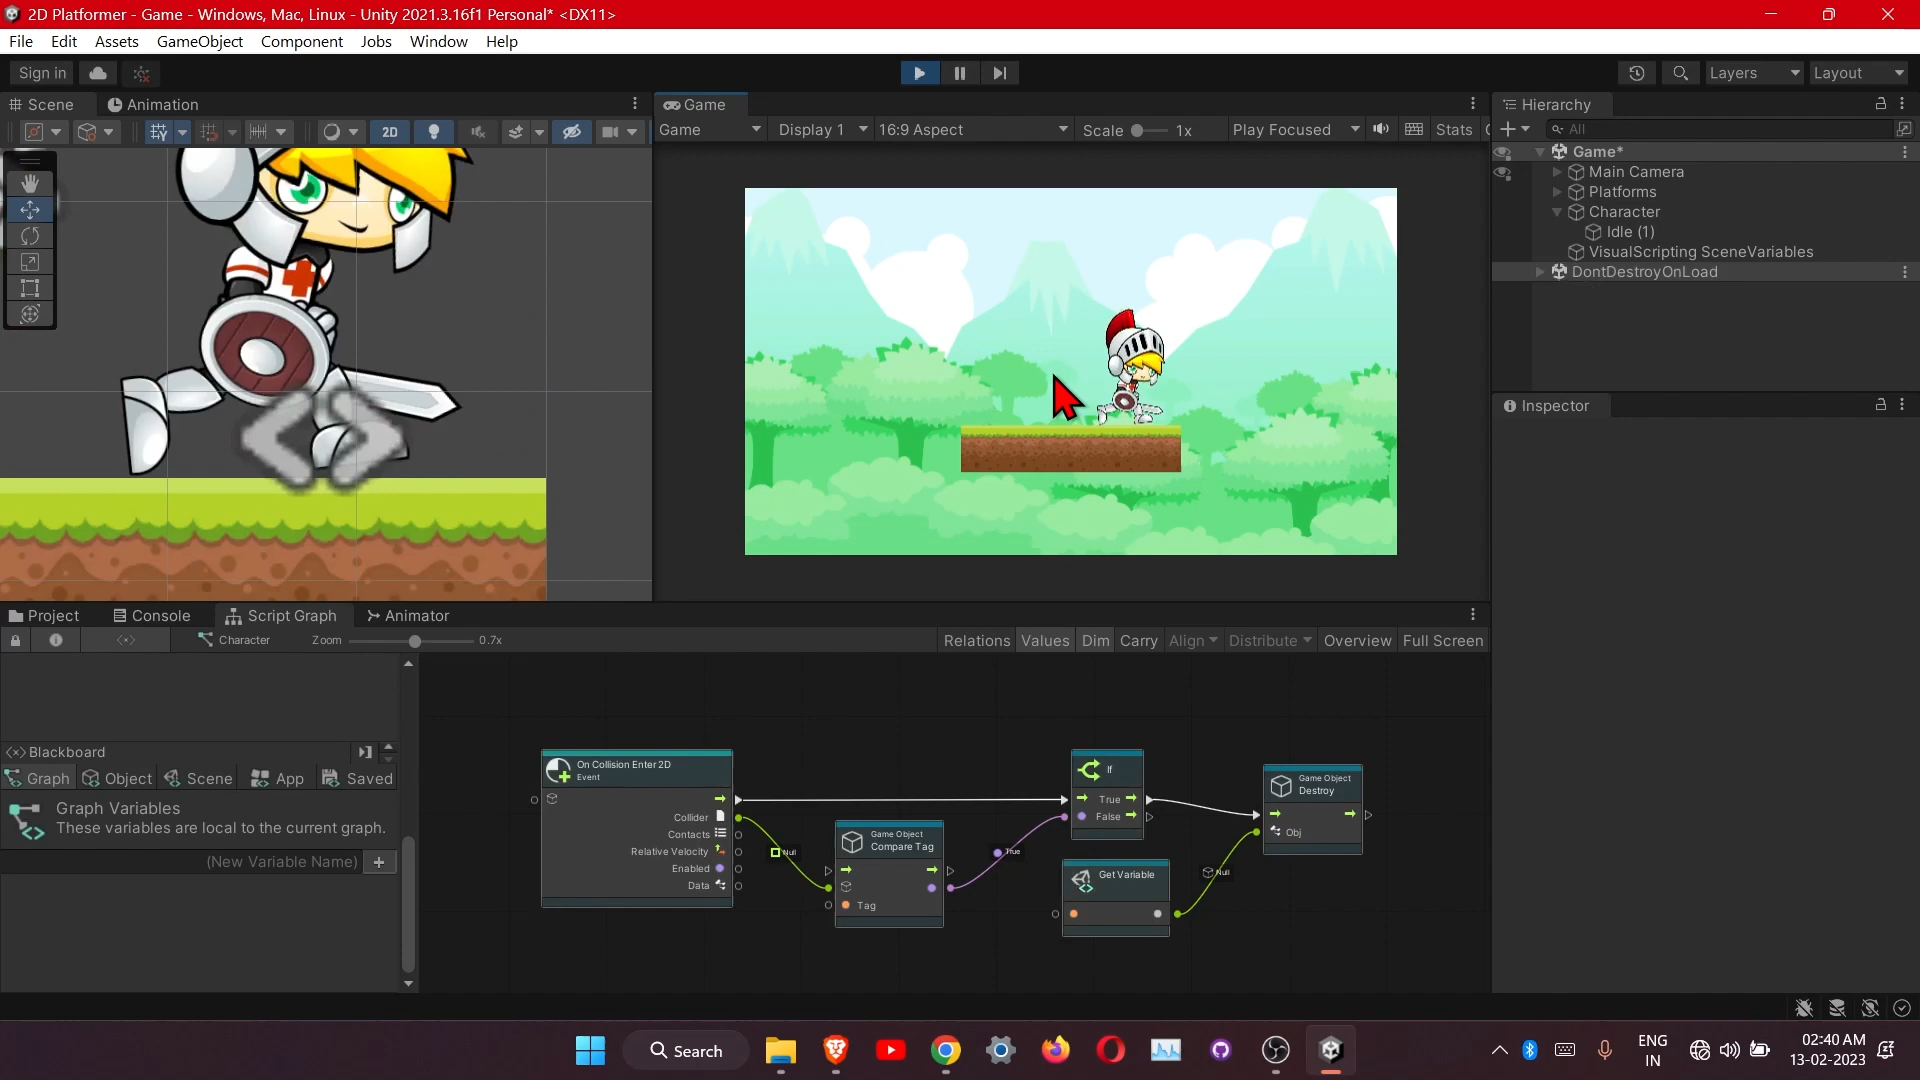 2D Platformer - Game - Windows, Mac, Linux - Unity 2021.3.16f1 Personal* <DX11>
File Edit Assets GameObject Component Jobs Window Help
Sign in
Layers
Layout
Scene
Animation
Game
Hierarchy
2D
Game
Display 1
16:9 Aspect
Scale
1x
Play Focused
Stats
All
Game*
Main Camera
Platforms
Character
Idle (1)
VisualScripting SceneVariables
DontDestroyOnLoad
Inspector
Project
Console
Script Graph
Animator
Character
Zoom
0.7x
Relations
Values
Dim
Carry
Align
Distribute
Overview
Full Screen
Blackboard
Graph
Object
Scene
App
Saved
Graph Variables
These variables are local to the current graph.
(New Variable Name)
On Collision Enter 2D
Event
Collider
Contacts
Relative Velocity
Enabled
Data
Null
Game Object
Compare Tag
Tag
True
If
True
False
Get Variable
Null
Game Object
Destroy
Obj
Search
ENG
IN
02:40 AM
13-02-2023